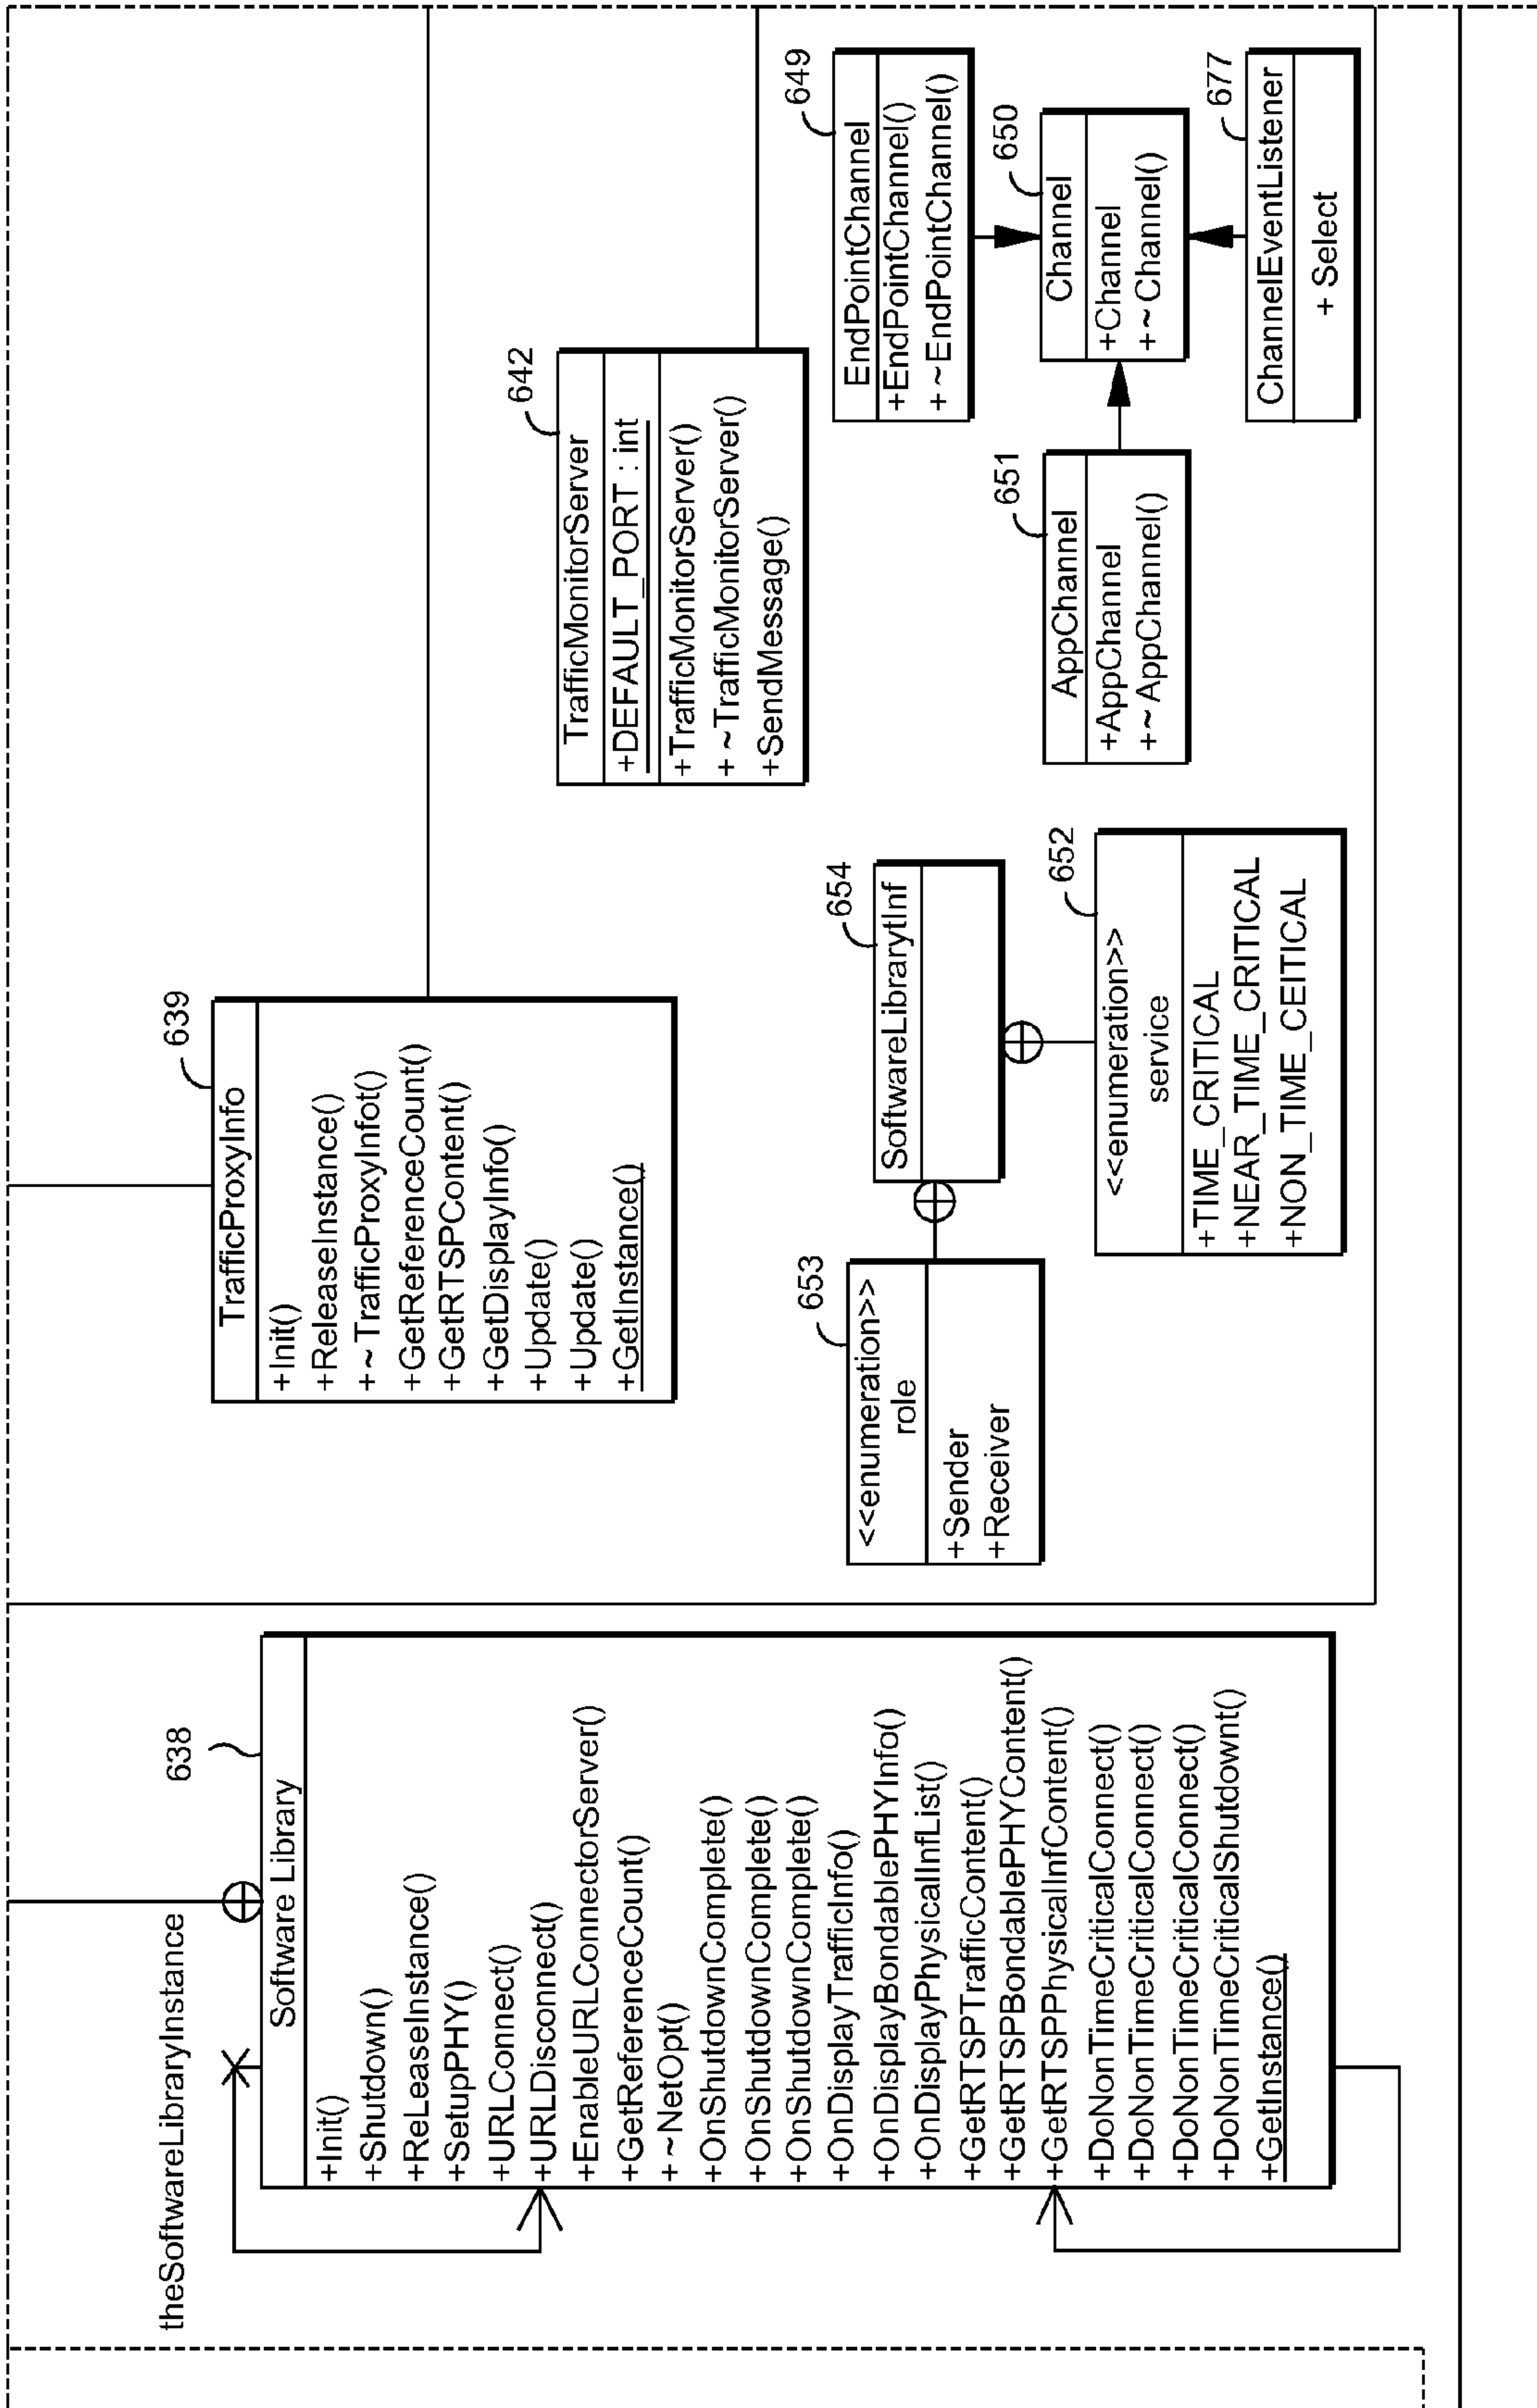 theSoftwareLibraryInstance
638
Software Library
+Init()
+Shutdown()
+ReLeaseInstance()
+SetupPHY()
+URLConnect()
+URLDisconnect()
+EnableURLConnectorServer()
+GetReferenceCount()
+~NetOpt()
+OnShutdownComplete()
+OnShutdownComplete()
+OnShutdownComplete()
+OnDisplayTrafficInfo()
+OnDisplayBondablePHYInfo()
+OnDisplayPhysicalInfList()
+GetRTSPTrafficContent()
+GetRTSPBondablePHYContent()
+GetRTSPPhysicalInfContent()
+DoNonTimeCriticalConnect()
+DoNonTimeCriticalConnect()
+DoNonTimeCriticalConnect()
+DoNonTimeCriticalShutdownt()
+GetInstance()
639
TrafficProxyInfo
+Init()
+ReleaseInstance()
+~TrafficProxyInfot()
+GetReferenceCount()
+GetRTSPContent()
+GetDisplayInfo()
+Update()
+Update()
+GetInstance()
653
<<enumeration>>
role
+Sender
+Receiver
654
SoftwareLibrarytInf
652
<<enumeration>>
service
+TIME_CRITICAL
+NEAR_TIME_CRITICAL
+NON_TIME_CEITICAL
642
TrafficMonitorServer
+DEFAULT_PORT : int
+TrafficMonitorServer()
+~TrafficMonitorServer()
+SendMessage()
651
AppChannel
+AppChannel
+~AppChannel()
649
EndPointChannel
+EndPointChannel()
+~EndPointChannel()
650
Channel
+Channel
+~Channel()
677
ChannelEventListener
+ Select